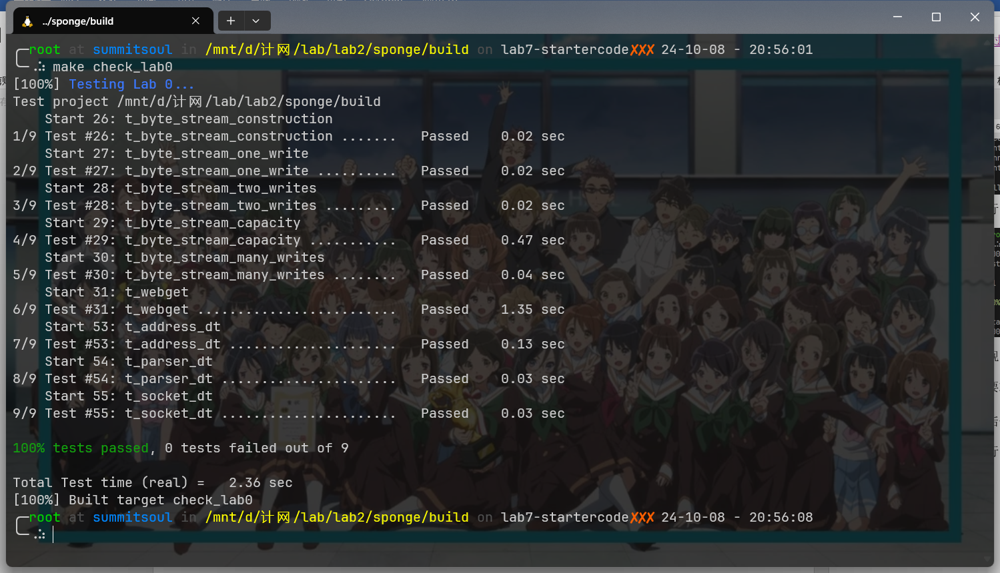 ../sponge/build
root at summitsoul in /mnt/d/计网/lab/lab2/sponge/build on lab7-startercode✗✗✗ 24-10-08 - 20:56:01
make check_lab0
[100%] Testing Lab 0...
Test project /mnt/d/计网/lab/lab2/sponge/build
Start 26: t_byte_stream_construction
1/9 Test #26: t_byte_stream_construction ....... Passed 0.02 sec
Start 27: t_byte_stream_one_write
2/9 Test #27: t_byte_stream_one_write .......... Passed 0.02 sec
Start 28: t_byte_stream_two_writes
3/9 Test #28: t_byte_stream_two_writes ......... Passed 0.02 sec
Start 29: t_byte_stream_capacity
4/9 Test #29: t_byte_stream_capacity ........... Passed 0.47 sec
Start 30: t_byte_stream_many_writes
5/9 Test #30: t_byte_stream_many_writes ........ Passed 0.04 sec
Start 31: t_webget
6/9 Test #31: t_webget ......................... Passed 1.35 sec
Start 53: t_address_dt
7/9 Test #53: t_address_dt ..................... Passed 0.13 sec
Start 54: t_parser_dt
8/9 Test #54: t_parser_dt ...................... Passed 0.03 sec
Start 55: t_socket_dt
9/9 Test #55: t_socket_dt ...................... Passed 0.03 sec
100% tests passed, 0 tests failed out of 9
Total Test time (real) = 2.36 sec
[100%] Built target check_lab0
root at summitsoul in /mnt/d/计网/lab/lab2/sponge/build on lab7-startercode✗✗✗ 24-10-08 - 20:56:08